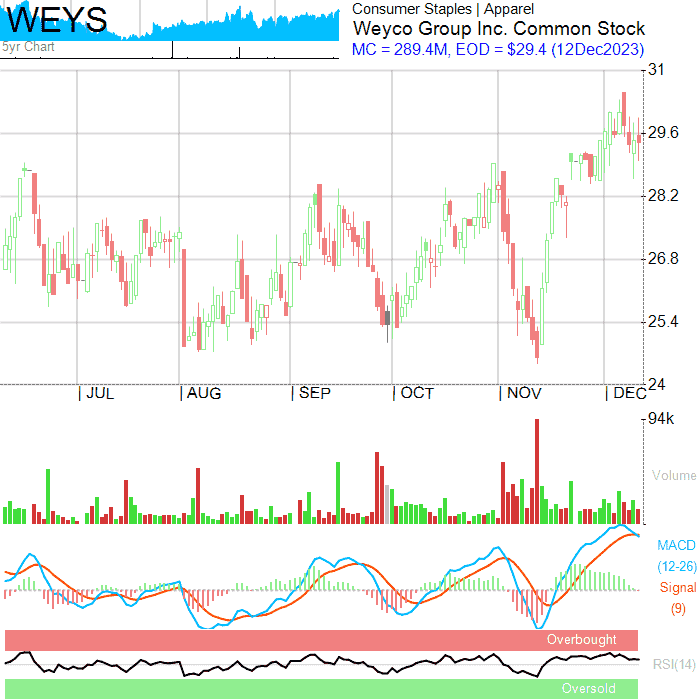 WEYS
5yr Chart
Consumer Staples | Apparel
Weyco Group Inc. Common Stock
MC = 289.4M, EOD = $29.4 (12Dec2023)
31
29.6
28.2
26.8
25.4
24
JUL
AUG
SEP
OCT
NOV
DEC
94k
Volume
MACD
(12-26)
Signal
(9)
Overbought
RSI(14)
Oversold